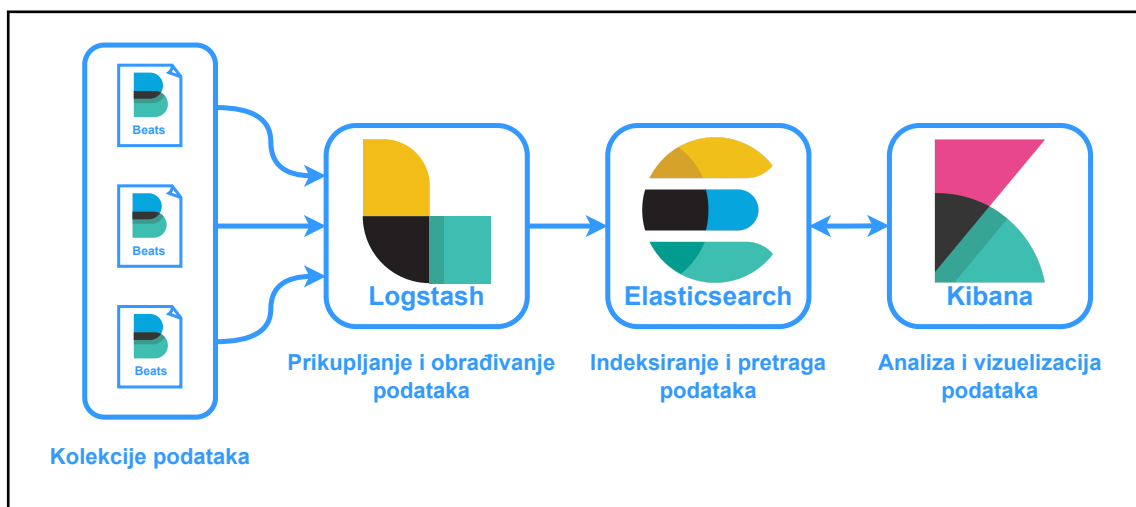 Beats
Beats
Beats
Kolekcije podataka
Logstash
Prikupljanje i obrađivanje
podataka
Elasticsearch
Indeksiranje i pretraga
podataka
Kibana
Analiza i vizuelizacija
podataka